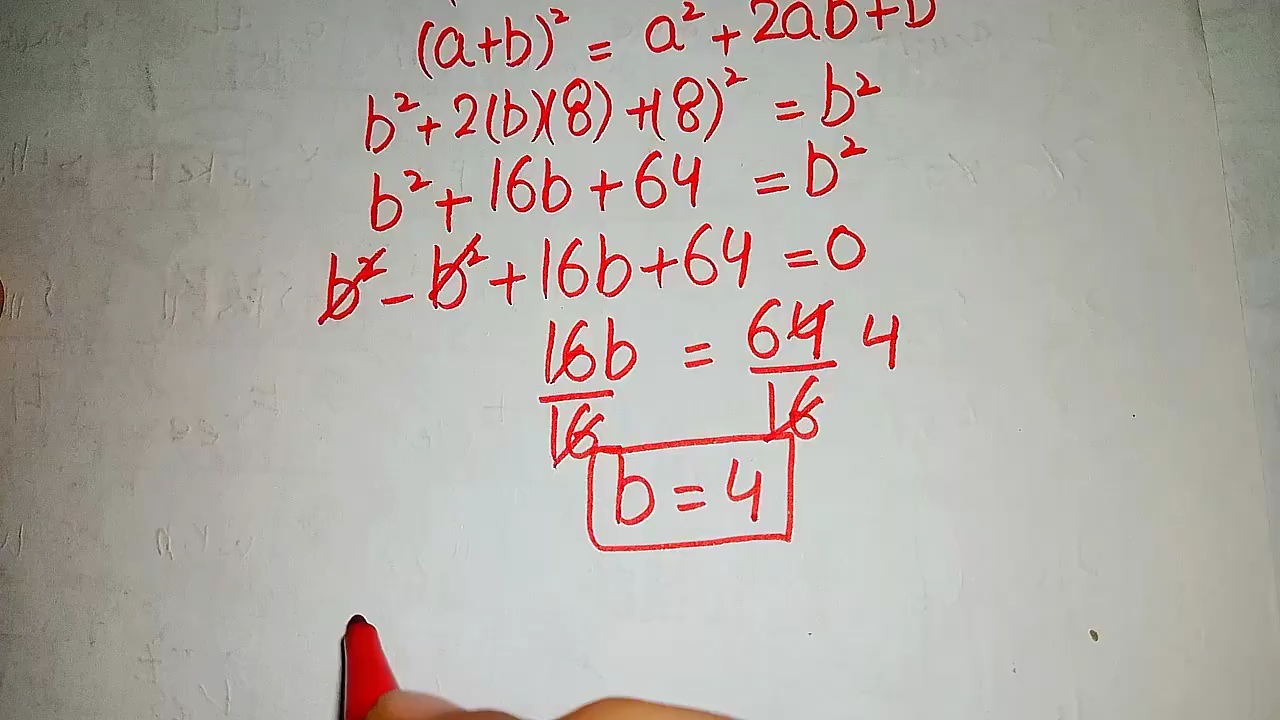 (a+b)² = a² + 2ab+b
b² + 2(b)(8) + (8)² = b²
b² + 16b + 64 = b²
b² - b² + 16b + 64 = 0
16b/16 = 64/16 4
b = 4